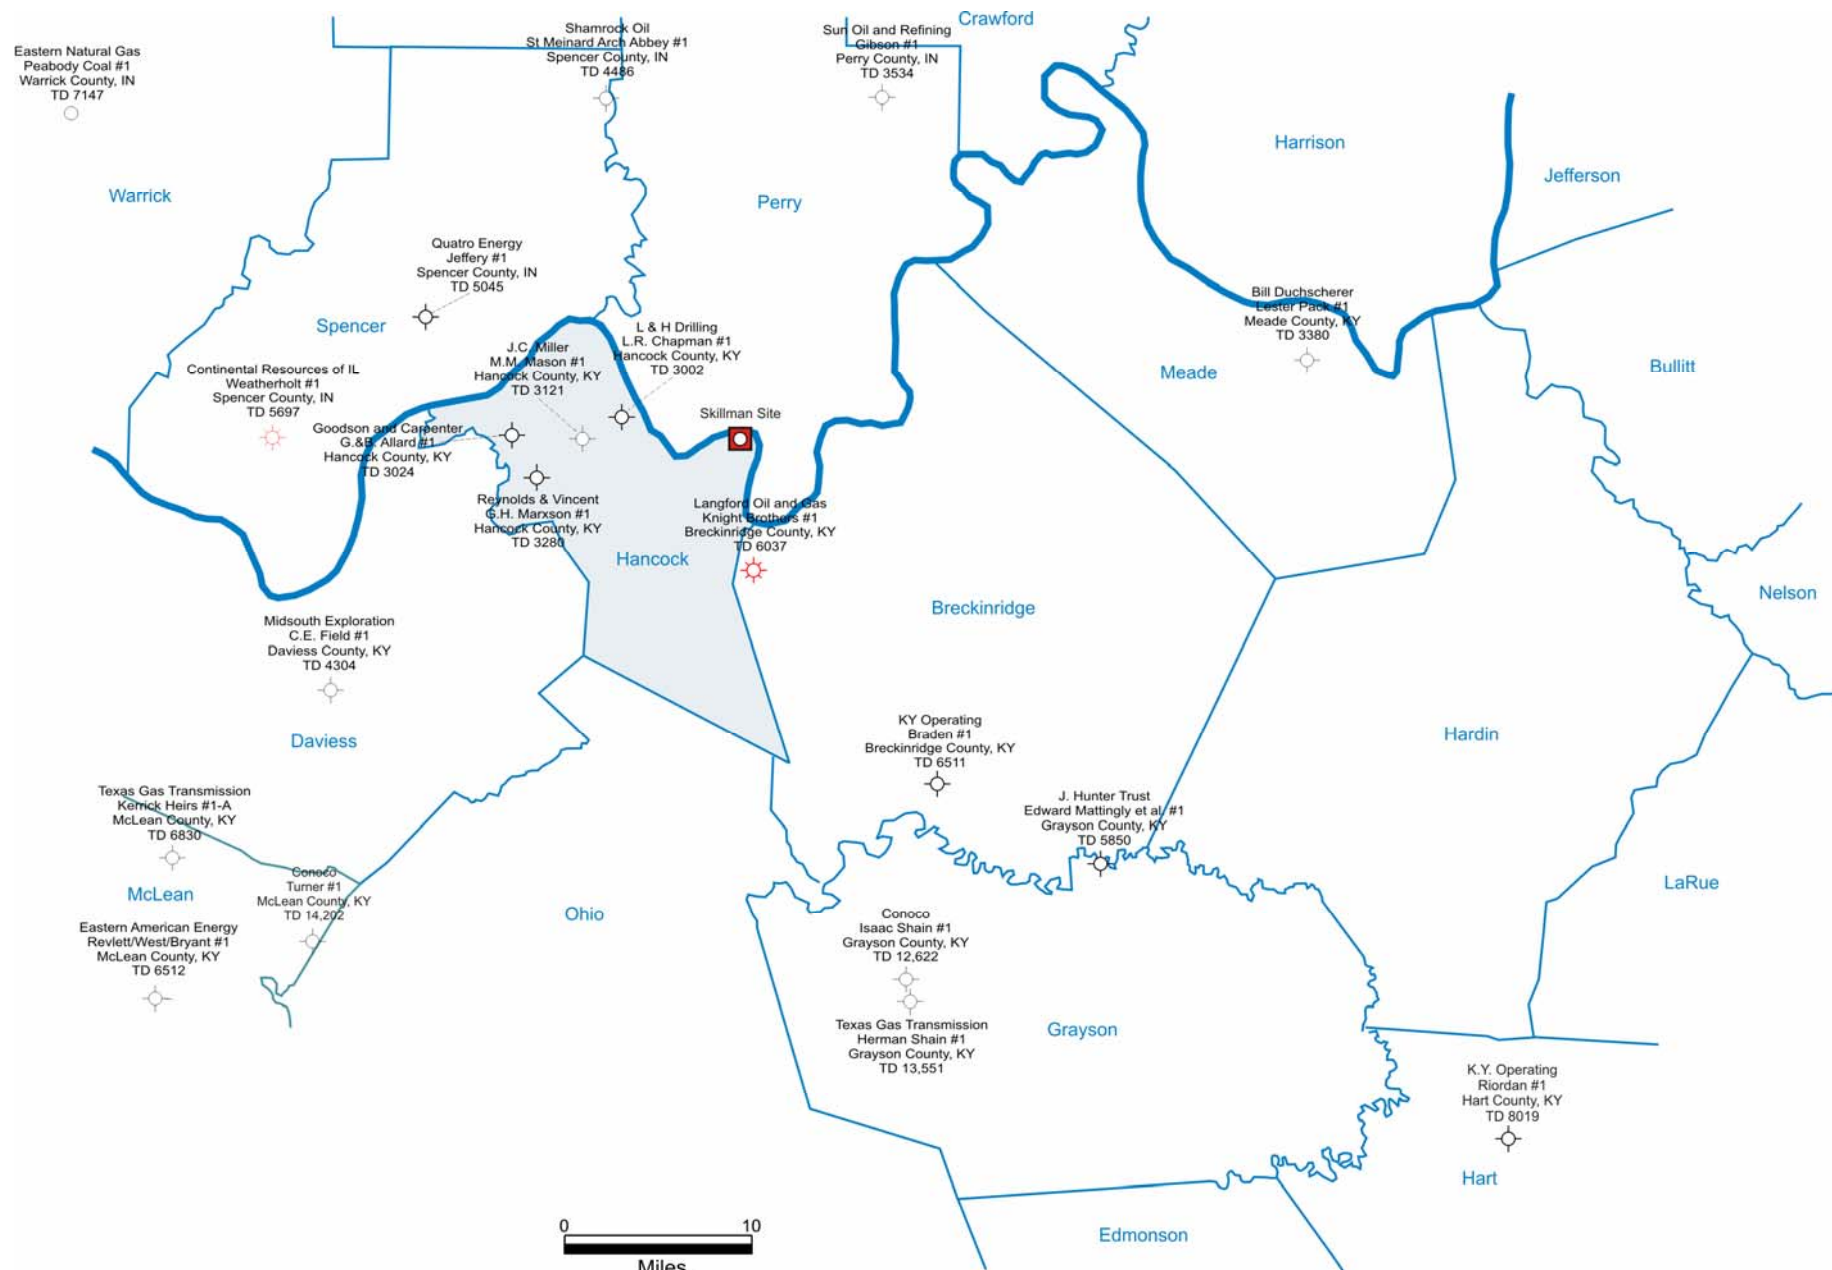 Crawford
Shamrock Oil
St Meinard Arch Abbey #1
Spencer County, IN
TD 4486
Sun Oil and Refining
Gibson #1
Perry County, IN
TD 3534
Eastern Natural Gas
Peabody Coal #1
Warrick County, IN
TD 7147
Harrison
Jefferson
Warrick
Perry
Quatro Energy
Jeffery #1
Spencer County, IN
TD 5045
Bill Duchscherer
Lester Pack #1
Meade County, KY
TD 3380
Spencer
L & H Drilling
L.R. Chapman #1
Hancock County, KY
TD 3002
J.C. Miller
M.M. Mason #1
Hancock County, KY
TD 3121
Meade
Bullitt
Continental Resources of IL
Weatherholt #1
Spencer County, IN
TD 5697
Skillman Site
Goodson and Carpenter
G.&B. Allard #1
Hancock County, KY
TD 3024
Reynolds & Vincent
G.H. Marxson #1
Hancock County, KY
TD 3280
Langford Oil and Gas
Knight Brothers #1
Breckinridge County, KY
TD 6037
Hancock
Nelson
Breckinridge
Midsouth Exploration
C.E. Field #1
Daviess County, KY
TD 4304
KY Operating
Braden #1
Breckinridge County, KY
TD 6511
Hardin
Daviess
Texas Gas Transmission
Kerrick Heirs #1-A
McLean County, KY
TD 6830
J. Hunter Trust
Edward Mattingly et al. #1
Grayson County, KY
TD 5850
Conoco
Turner #1
McLean County, KY
TD 14,202
McLean
LaRue
Ohio
Eastern American Energy
Revlett/West/Bryant #1
McLean County, KY
TD 6512
Conoco
Isaac Shain #1
Grayson County, KY
TD 12,622
Texas Gas Transmission
Herman Shain #1
Grayson County, KY
TD 13,551
Grayson
K.Y. Operating
Riordan #1
Hart County, KY
TD 8019
Hart
0 10
Miles
Edmonson